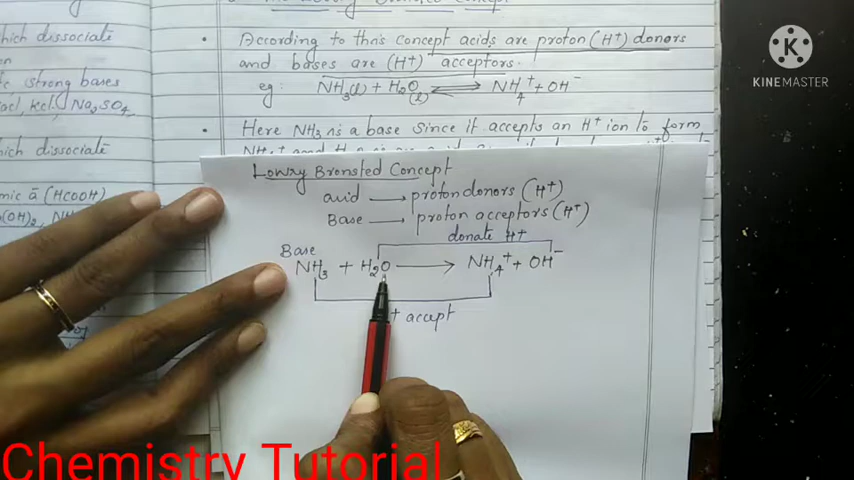 hich dissociate
strong bases
KCl, Na2SO4
hich dissociate
(HCOOH)
• According to this concept acids are proton (H+) donors
and bases are (H+) acceptors.
eg: NH3(l) + H2O(l) ⇌ NH4+ + OH−
• Here NH3 is a base since it accepts an H+ ion to form
Lowry Bronsted Concept
acid → proton donors (H+)
Base → proton acceptors (H+)
donate H+
Base
NH3 + H2O → NH4+ + OH−
+ accept
KINEMASTER
Chemistry Tutorial